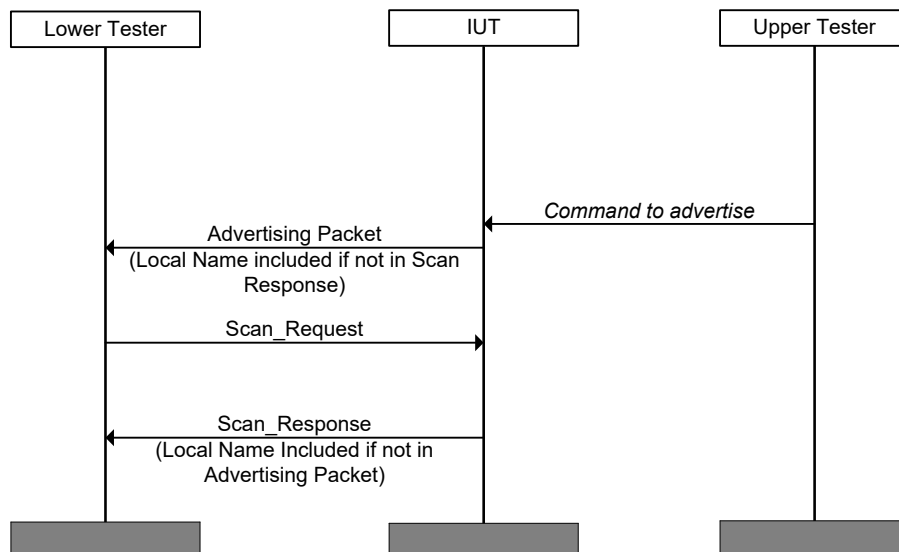 Lower Tester
IUT
Upper Tester
Command to advertise
Advertising Packet
(Local Name included if not in Scan
Response)
Scan_Request
Scan_Response
(Local Name Included if not in
Advertising Packet)